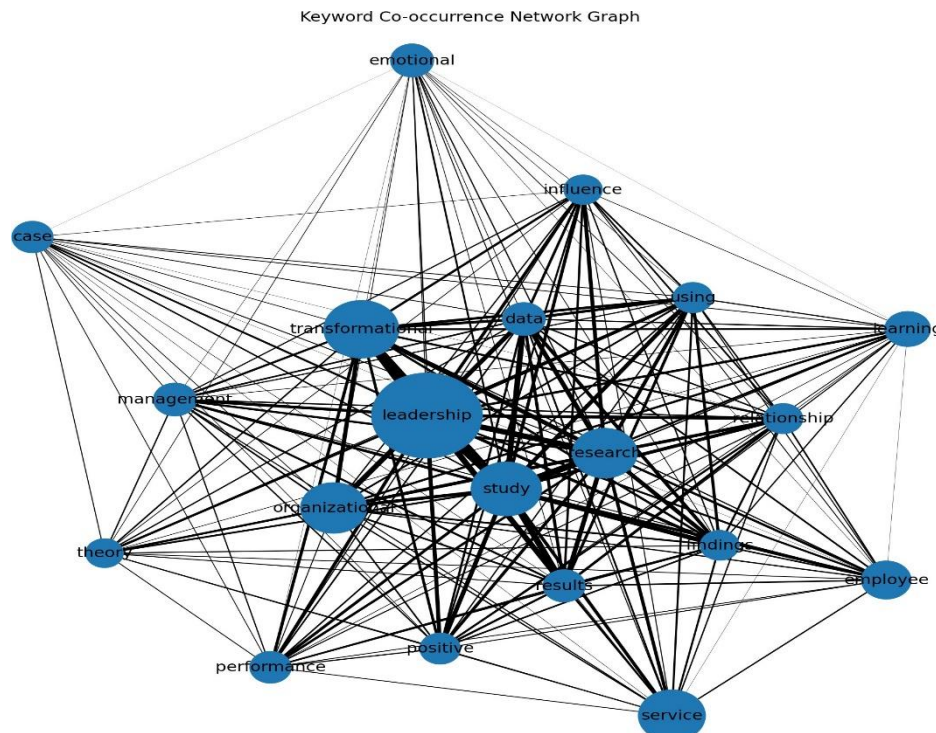 Keyword Co-occurrence Network Graph
emotional
influence
case
using
data
transformational
learning
management
leadership
relationship
research
study
organizational
findings
theory
employee
results
positive
performance
service